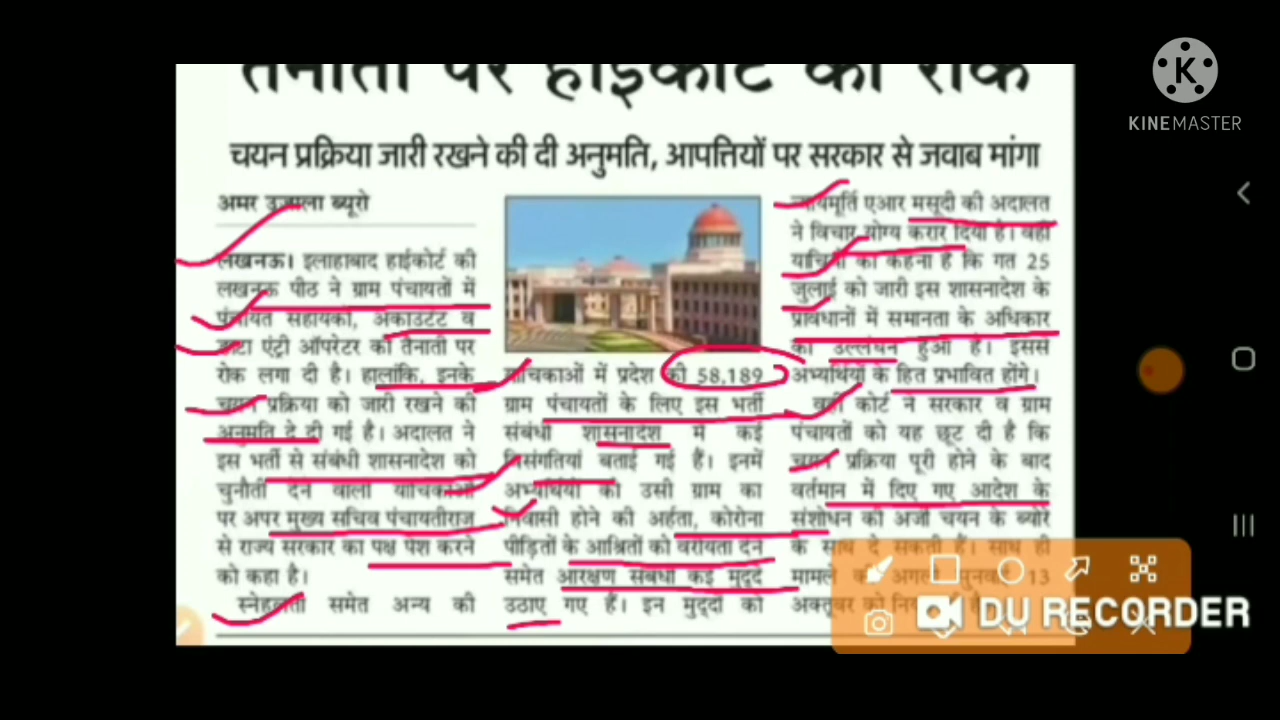 तैनाती पर हाईकोर्ट की रोक
चयन प्रक्रिया जारी रखने की दी अनुमति, आपत्तियों पर सरकार से जवाब मांगा
अमर उजाला ब्यूरो
लखनऊ। इलाहाबाद हाईकोर्ट की
लखनऊ पीठ ने ग्राम पंचायतों में
पंचायत सहायकों, अकाउंटेंट व
डाटा एंट्री ऑपरेटर की तैनाती पर
रोक लगा दी है। हालांकि, इनके
चयन प्रक्रिया को जारी रखने की
अनुमति दे दी गई है। अदालत ने
इस भर्ती से संबंधी शासनादेश को
चुनौती देने वाली याचिकाओं
पर अपर मुख्य सचिव पंचायतीराज
से राज्य सरकार का पक्ष पेश करने
को कहा है।
स्नेहलता समेत अन्य की
याचिकाओं में प्रदेश की 58,189
ग्राम पंचायतों के लिए इस भर्ती
संबंधी शासनादेश में कई
विसंगतियां बताई गई हैं। इनमें
अभ्यर्थियों को उसी ग्राम का
निवासी होने की अर्हता, कोरोना
पीड़ितों के आश्रितों को वरीयता देने
समेत आरक्षण संबंधी कई मुद्दे
उठाए गए हैं। इन मुद्दों को
न्यायमूर्ति एआर मसूदी की अदालत
ने विचार योग्य करार दिया है। वहीं
याचियों का कहना है कि गत 25
जुलाई को जारी इस शासनादेश के
प्रावधानों में समानता के अधिकार
का उल्लंघन हुआ है। इससे
अभ्यर्थियों के हित प्रभावित होंगे।
वहीं कोर्ट ने सरकार व ग्राम
पंचायतों को यह छूट दी है कि
चयन प्रक्रिया पूरी होने के बाद
वर्तमान में दिए गए आदेश के
संशोधन की अर्जी चयन के ब्योरे
के साथ दे सकती हैं। साथ ही
मामले की अगली सुनवाई 13
अक्तूबर को
KINEMASTER
DU RECORDER